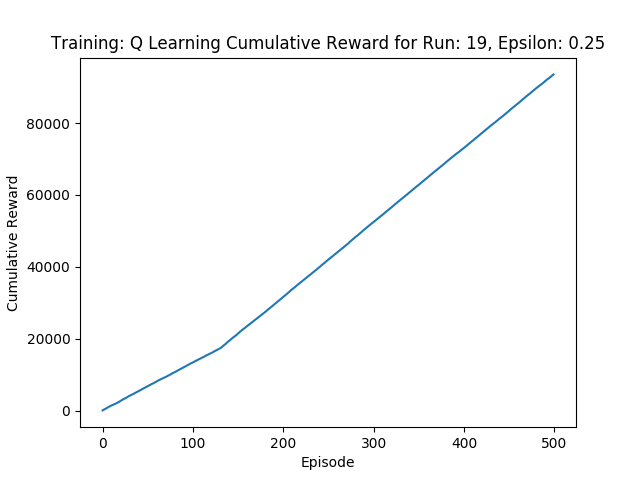 Training: Q Learning Cumulative Reward for Run: 19, Epsilon: 0.25
80000
60000
40000
20000
0
Cumulative Reward
0 100 200 300 400 500
Episode